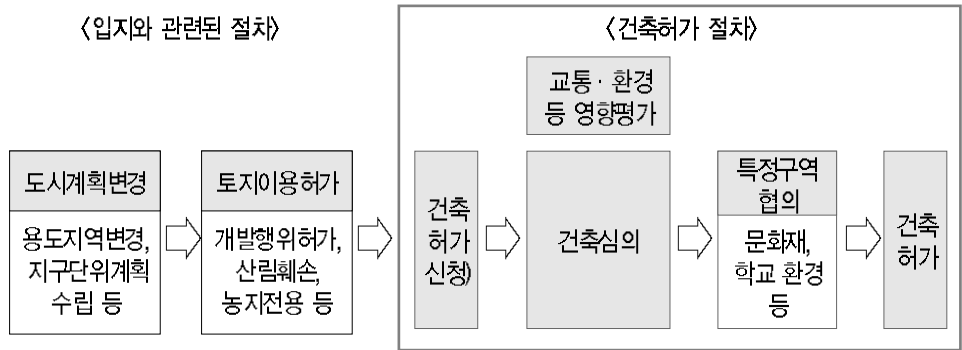 〈입지와 관련된 절차〉
〈건축허가 절차〉
교통·환경
등 영향평가
도시계획변경
용도지역변경,
지구단위계획
수립 등
토지이용허가
개발행위허가,
산림훼손,
농지전용 등
건축
허가
신청)
건축심의
특정구역
협의
문화재,
학교 환경
등
건축
허가